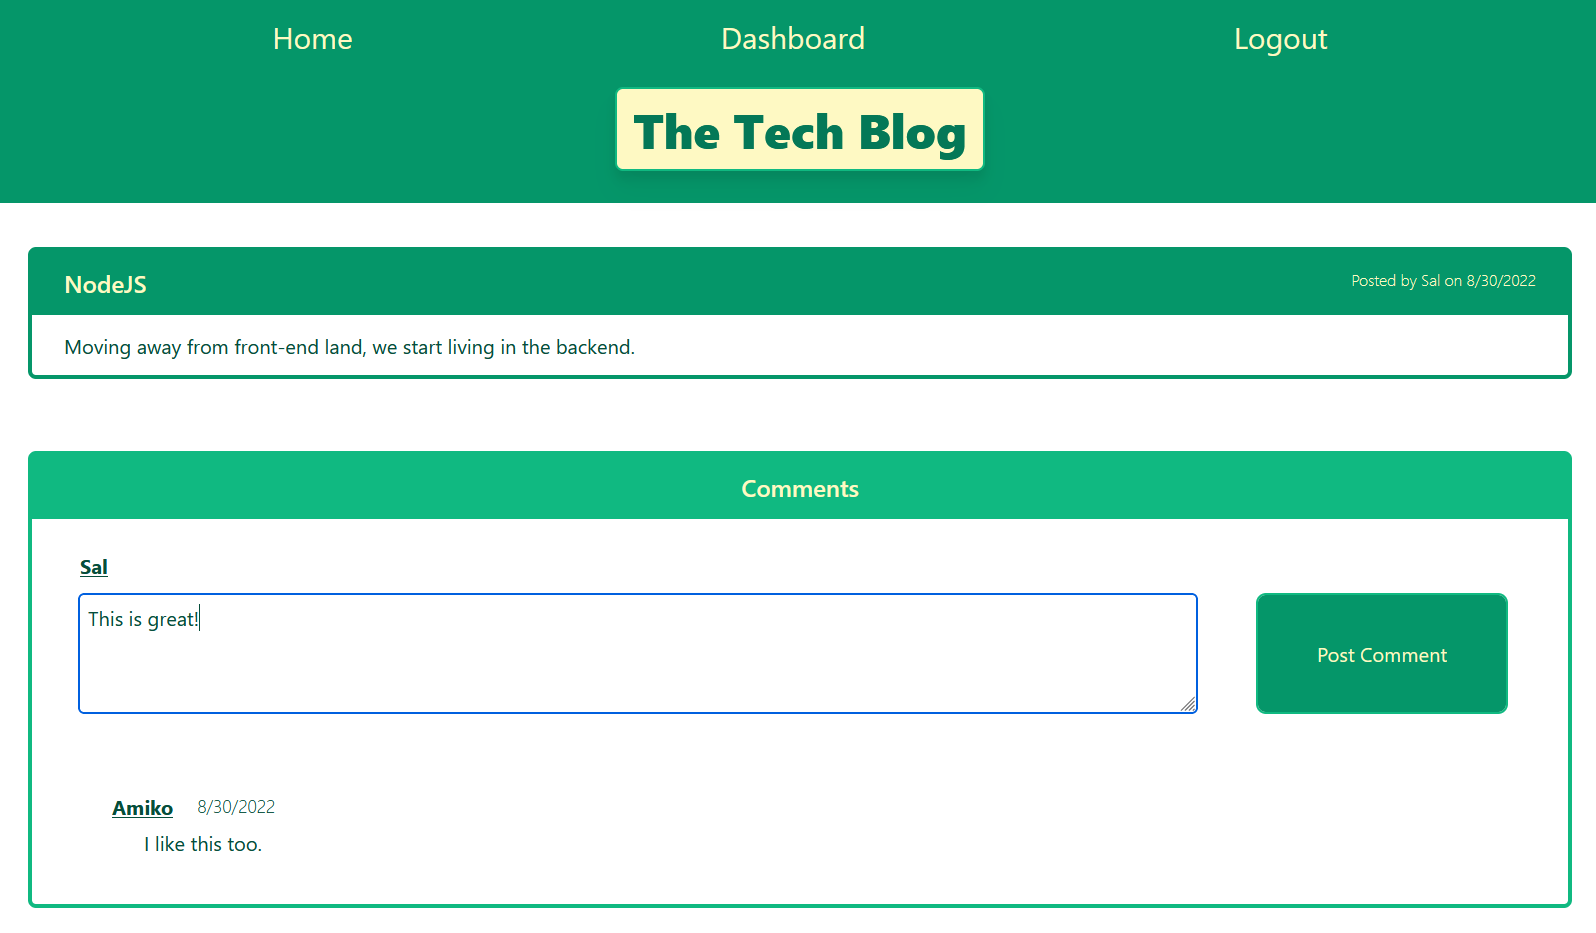 Home Dashboard Logout
The Tech Blog
NodeJS Posted by Sal on 8/30/2022
Moving away from front-end land, we start living in the backend.
Comments
Sal
This is great!
Post Comment
Amiko 8/30/2022
I like this too.